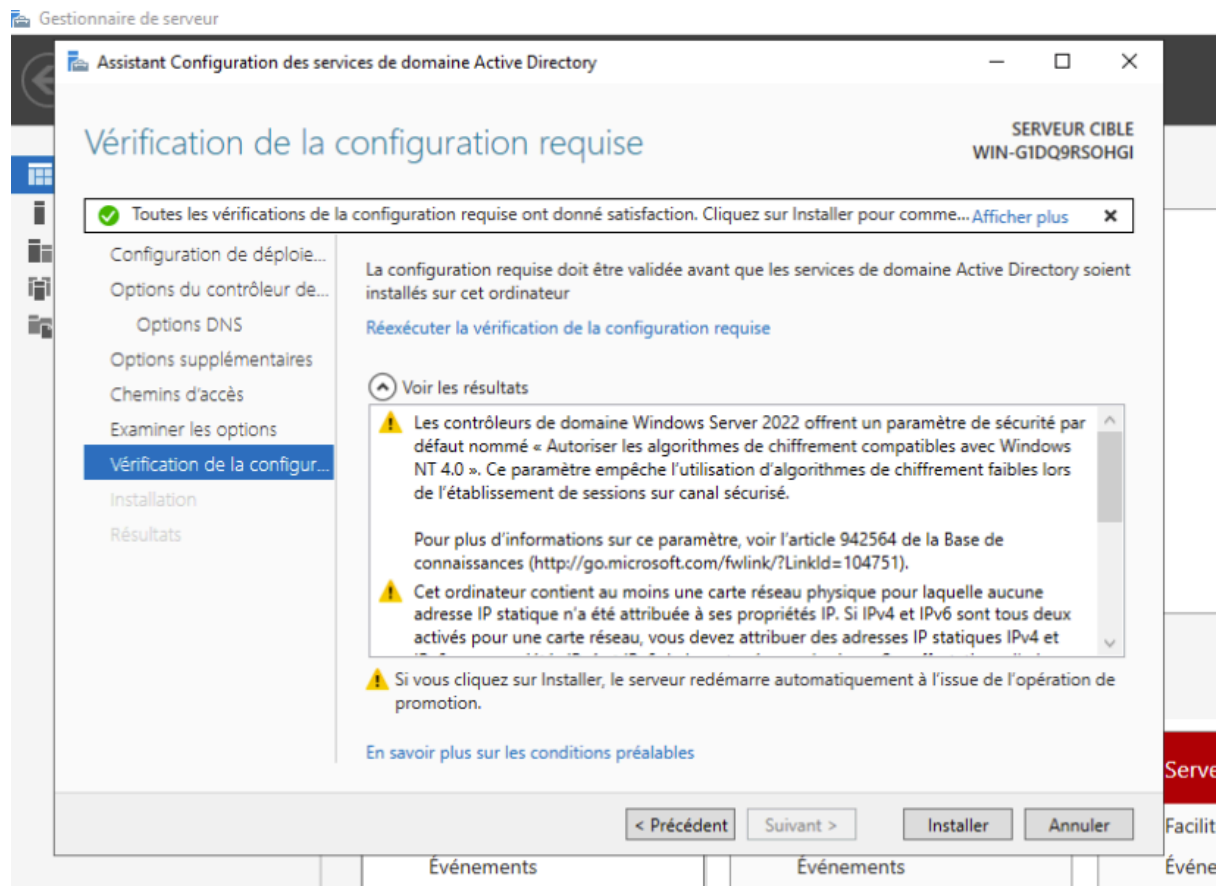 Gestionnaire de serveur
Assistant Configuration des services de domaine Active Directory
Vérification de la configuration requise
SERVEUR CIBLE
WIN-G1DQ9RSOHGI
Toutes les vérifications de la configuration requise ont donné satisfaction. Cliquez sur Installer pour comme... Afficher plus
Configuration de déploie...
Options du contrôleur de...
Options DNS
Options supplémentaires
Chemins d'accès
Examiner les options
Vérification de la configur...
Installation
Résultats
La configuration requise doit être validée avant que les services de domaine Active Directory soient
installés sur cet ordinateur
Réexécuter la vérification de la configuration requise
Voir les résultats
Les contrôleurs de domaine Windows Server 2022 offrent un paramètre de sécurité par
défaut nommé « Autoriser les algorithmes de chiffrement compatibles avec Windows
NT 4.0 ». Ce paramètre empêche l'utilisation d'algorithmes de chiffrement faibles lors
de l'établissement de sessions sur canal sécurisé.
Pour plus d'informations sur ce paramètre, voir l'article 942564 de la Base de
connaissances (http://go.microsoft.com/fwlink/?LinkId=104751).
Cet ordinateur contient au moins une carte réseau physique pour laquelle aucune
adresse IP statique n'a été attribuée à ses propriétés IP. Si IPv4 et IPv6 sont tous deux
activés pour une carte réseau, vous devez attribuer des adresses IP statiques IPv4 et
Si vous cliquez sur Installer, le serveur redémarre automatiquement à l'issue de l'opération de
promotion.
En savoir plus sur les conditions préalables
< Précédent
Suivant >
Installer
Annuler
Serve
Facilit
Événements
Événements
Événe